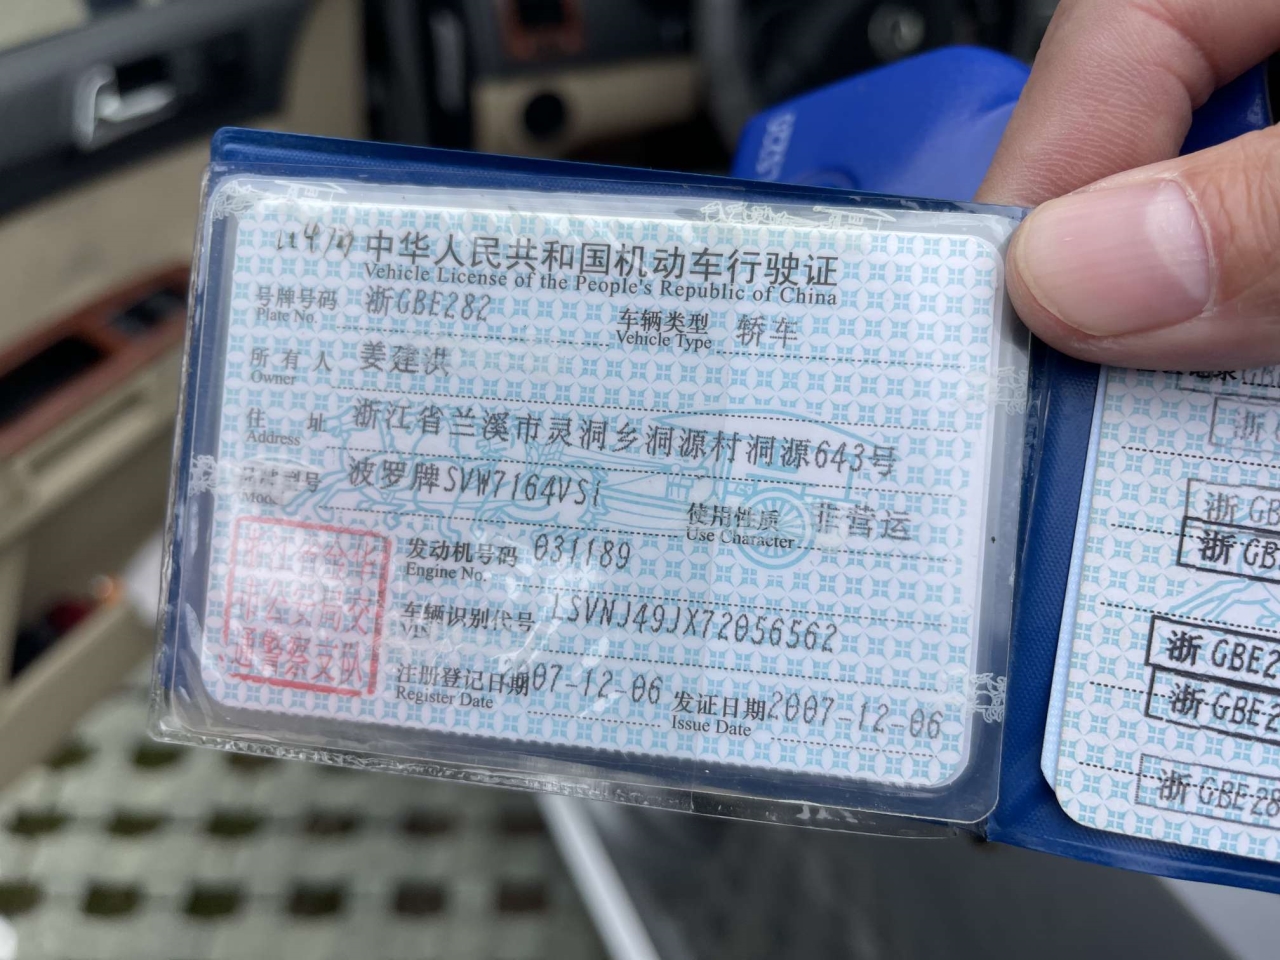 中华人民共和国机动车行驶证
Vehicle License of the People's Republic of China
号牌号码 浙GBE282 车辆类型 轿车
Plate No. Vehicle Type
所有人 姜建洪
Owner
住址 浙江省兰溪市灵洞乡洞源村洞源643号
Address
品牌型号 波罗牌SVW7164VSi
Model
使用性质 非营运
Use Character
发动机号码 031189
Engine No.
车辆识别代号 LSVNJ49JX72056562
VIN
注册登记日期 2007-12-06 发证日期 2007-12-06
Register Date Issue Date
浙江省金华
市公安局交
通警察支队
浙
浙GB
浙GB
浙GBE2
浙GBE2
浙GBE28